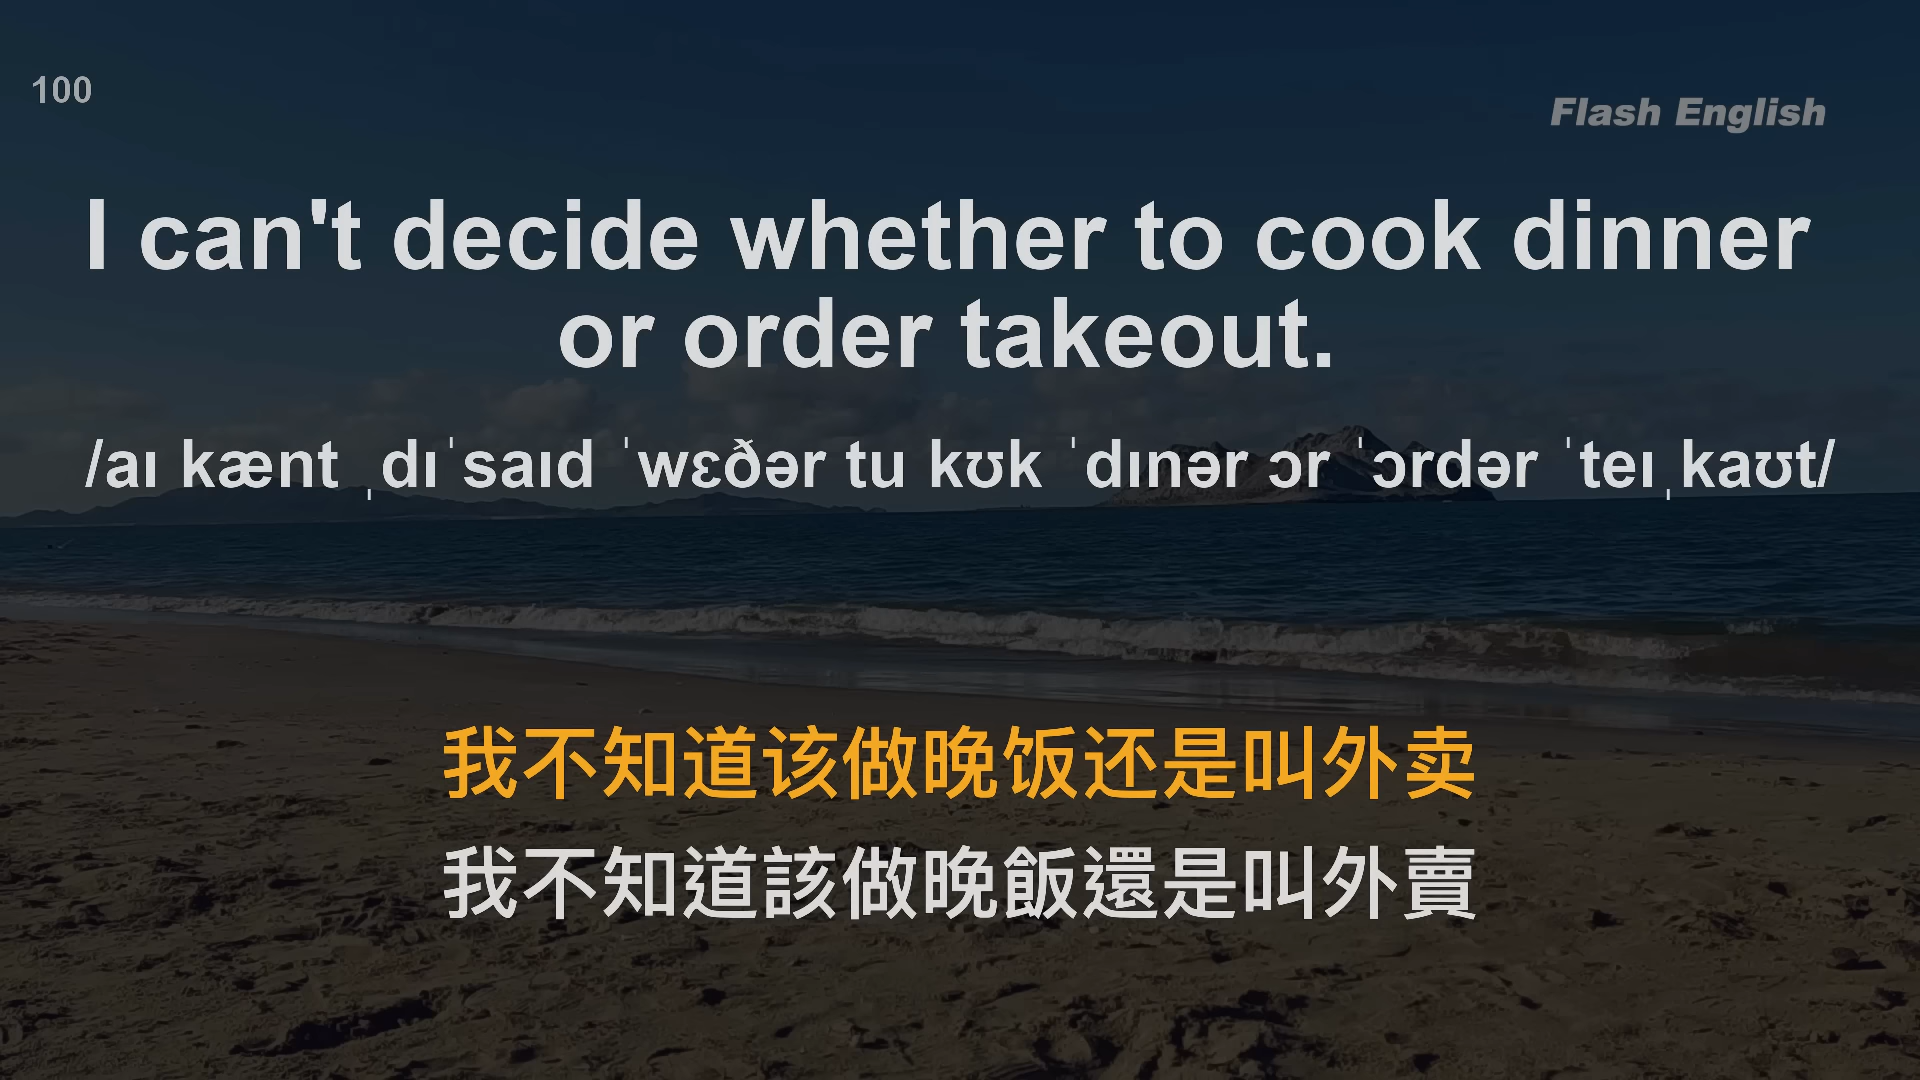 100
Flash English
I can't decide whether to cook dinner
or order takeout.
/aɪ kænt ˌdɪˈsaɪd ˈwɛðər tu kʊk ˈdɪnər ɔr ˈɔrdər ˈteɪˌkaʊt/
我不知道该做晚饭还是叫外卖
我不知道該做晚飯還是叫外賣